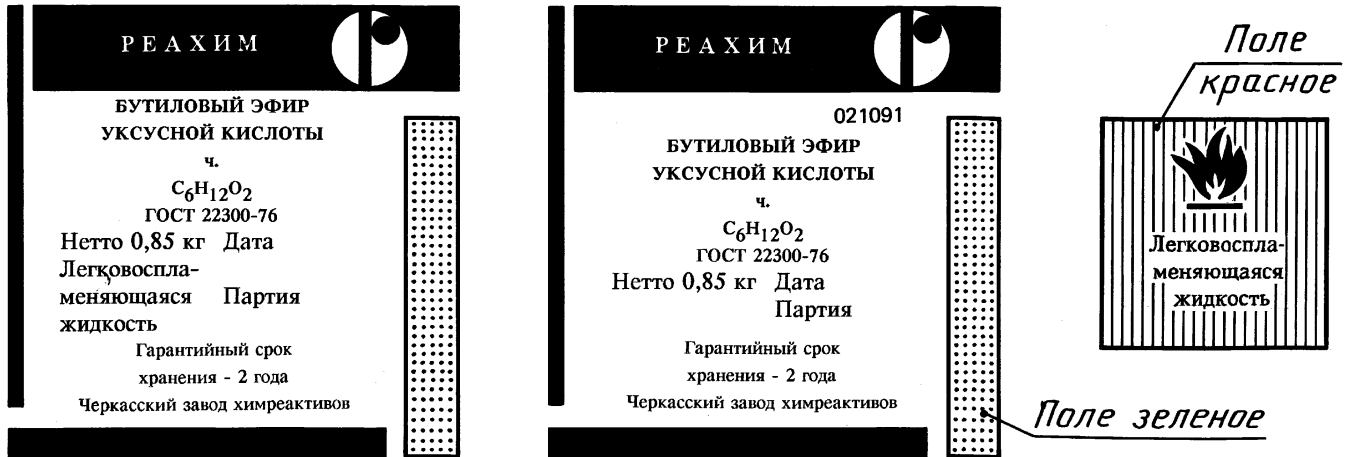 РЕАХИМ
БУТИЛОВЫЙ ЭФИР
УКСУСНОЙ КИСЛОТЫ
ч.
C6H12O2
ГОСТ 22300-76
Нетто 0,85 кг Дата
Легковоспла-
меняющаяся Партия
жидкость
Гарантийный срок
хранения - 2 года
Черкасский завод химреактивов
РЕАХИМ
021091
БУТИЛОВЫЙ ЭФИР
УКСУСНОЙ КИСЛОТЫ
ч.
C6H12O2
ГОСТ 22300-76
Нетто 0,85 кг Дата
Партия
Гарантийный срок
хранения - 2 года
Черкасский завод химреактивов
Поле зеленое
Поле
красное
Легковоспла-
меняющаяся
жидкость